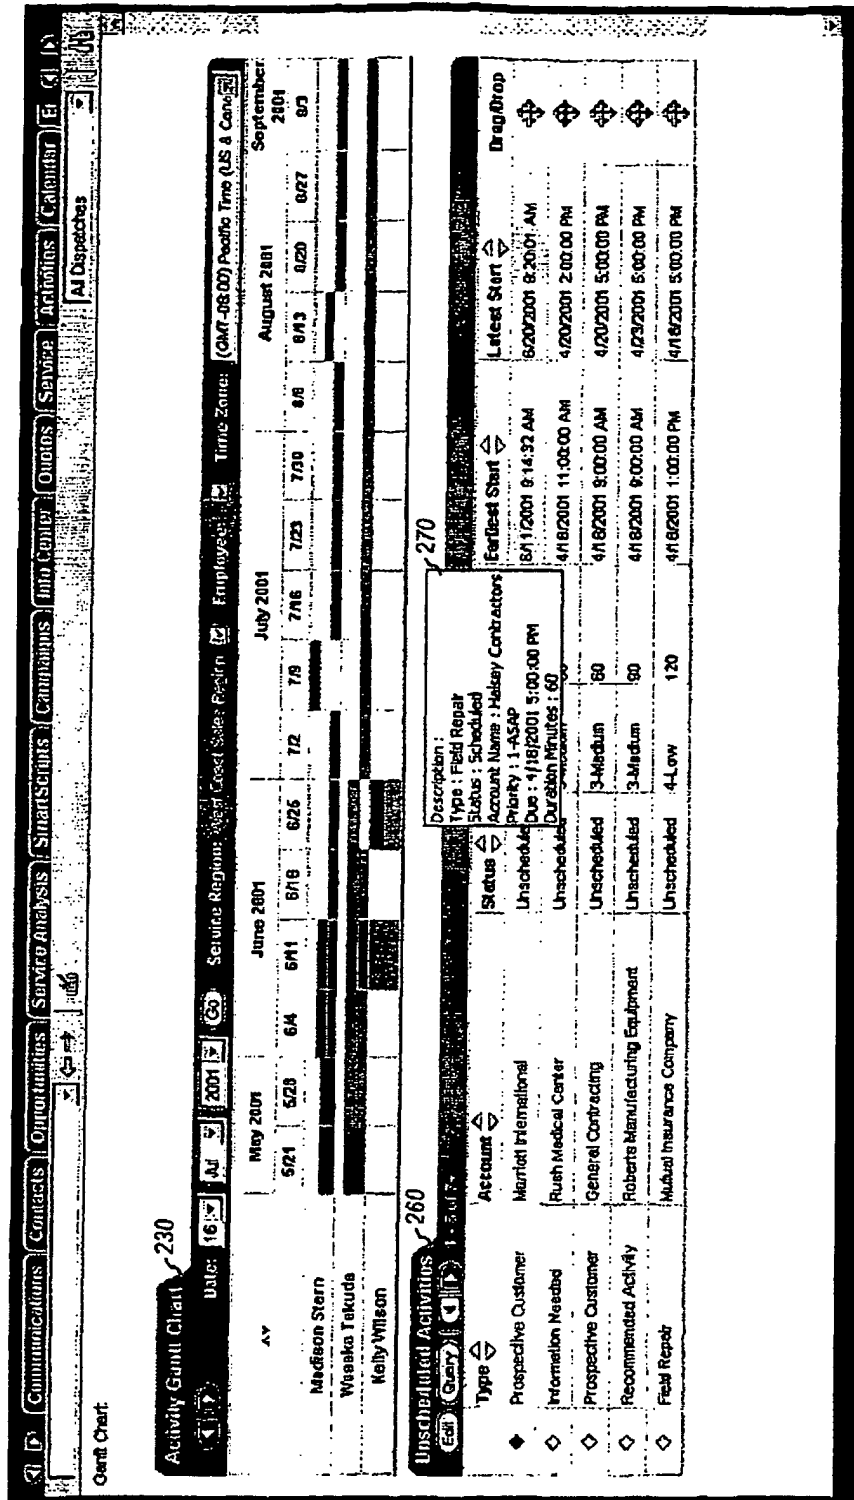 Communications Contacts Opportunities Service Analysis SmartScripts Campaigns Info Center Quotes Service Activities Calendar
All Dispatches
Gantt Chart:
Activity Gantt Chart 230
Date: 16 Jul 2001 Go Service Region: West Coast Sales Region Employee: Time Zone: (GMT-08:00) Pacific Time (US & Cana
May 2001 June 2001 July 2001 August 2001 September 2001
5/21 5/28 6/4 6/11 6/18 6/25 7/2 7/9 7/16 7/23 7/30 8/6 8/13 8/20 8/27 9/3
Madison Stern
Wasaka Takuda
Kelly Wilson
Unscheduled Activities 260
Edit Query
270
Description :
Type : Field Repair
Status : Scheduled
Account Name : Halsey Contractors
Priority : 1-ASAP
Due : 4/18/2001 5:00:00 PM
Duration Minutes : 60
Type Account Status Earliest Start Latest Start Drag/Drop
Prospective Customer Marriott International Unschedule 6/11/2001 9:14:32 AM 6/20/2001 8:20:01 AM
Information Needed Rush Medical Center Unscheduled 4/18/2001 11:00:00 AM 4/20/2001 2:00:00 PM
Prospective Customer General Contracting Unscheduled 3-Medium 60 4/18/2001 9:00:00 AM 4/20/2001 5:00:00 PM
Recommended Activity Roberts Manufacturing Equipment Unscheduled 3-Medium 90 4/18/2001 9:00:00 AM 4/23/2001 5:00:00 PM
Field Repair Mutual Insurance Company Unscheduled 4-Low 120 4/18/2001 1:00:00 PM 4/18/2001 5:00:00 PM